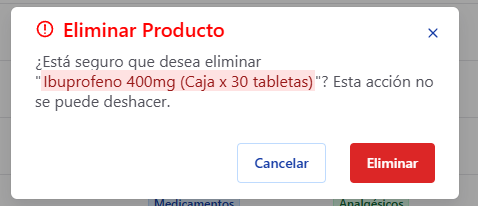 Eliminar Producto
¿Está seguro que desea eliminar
"Ibuprofeno 400mg (Caja x 30 tabletas)"? Esta acción no
se puede deshacer.
Cancelar Eliminar
Medicamentos Analgésicos